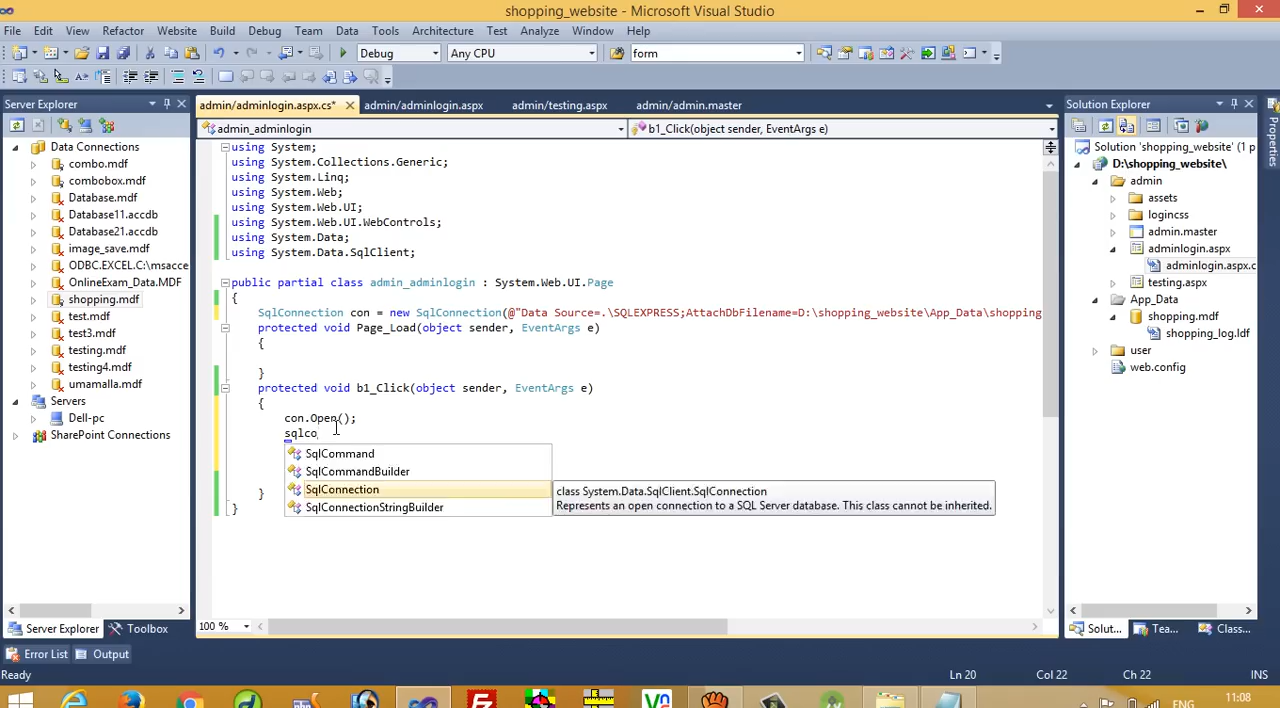 shopping_website - Microsoft Visual Studio
File Edit View Refactor Website Build Debug Team Data Tools Architecture Test Analyze Window Help
Debug Any CPU form
Server Explorer
admin/adminlogin.aspx.cs* admin/adminlogin.aspx admin/testing.aspx admin/admin.master
Solution Explorer
Properties
admin_adminlogin b1_Click(object sender, EventArgs e)
Data Connections
combo.mdf
combobox.mdf
Database.mdf
Database11.accdb
Database21.accdb
image_save.mdf
ODBC.EXCEL.C:\msacce
OnlineExam_Data.MDF
shopping.mdf
test.mdf
test3.mdf
testing.mdf
testing4.mdf
umamalla.mdf
Servers
Dell-pc
SharePoint Connections
using System;
using System.Collections.Generic;
using System.Linq;
using System.Web;
using System.Web.UI;
using System.Web.UI.WebControls;
using System.Data;
using System.Data.SqlClient;
public partial class admin_adminlogin : System.Web.UI.Page
{
SqlConnection con = new SqlConnection(@"Data Source=.\SQLEXPRESS;AttachDbFilename=D:\shopping_website\App_Data\shopping
protected void Page_Load(object sender, EventArgs e)
{
}
protected void b1_Click(object sender, EventArgs e)
{
con.Open();
sqlco
SqlCommand
SqlCommandBuilder
SqlConnection
SqlConnectionStringBuilder
class System.Data.SqlClient.SqlConnection
Represents an open connection to a SQL Server database. This class cannot be inherited.
}
}
Solution 'shopping_website' (1 p
D:\shopping_website\
admin
assets
logincss
admin.master
adminlogin.aspx
adminlogin.aspx.c
testing.aspx
App_Data
shopping.mdf
shopping_log.ldf
user
web.config
100 %
Server Explorer Toolbox
Solut... Tea... Class...
Error List Output
Ready Ln 20 Col 22 Ch 22 INS
ENG 11:08